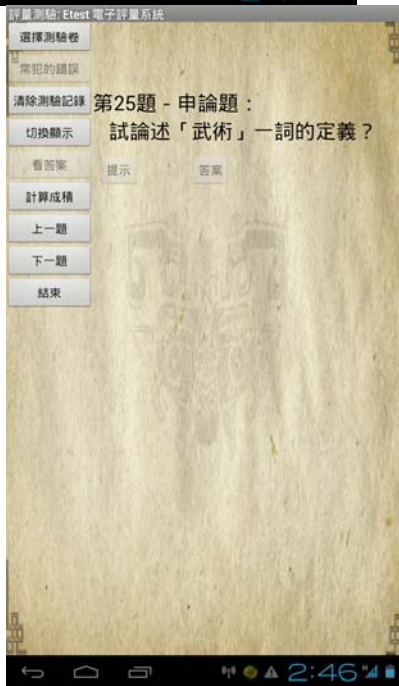 評量測驗: Etest 電子評量系統
選擇測驗卷
常犯的錯誤
清除測驗記錄
切換顯示
看答案
計算成積
上一題
下一題
結束
第25題 - 申論題：
試論述「武術」一詞的定義？
提示
答案
2:46